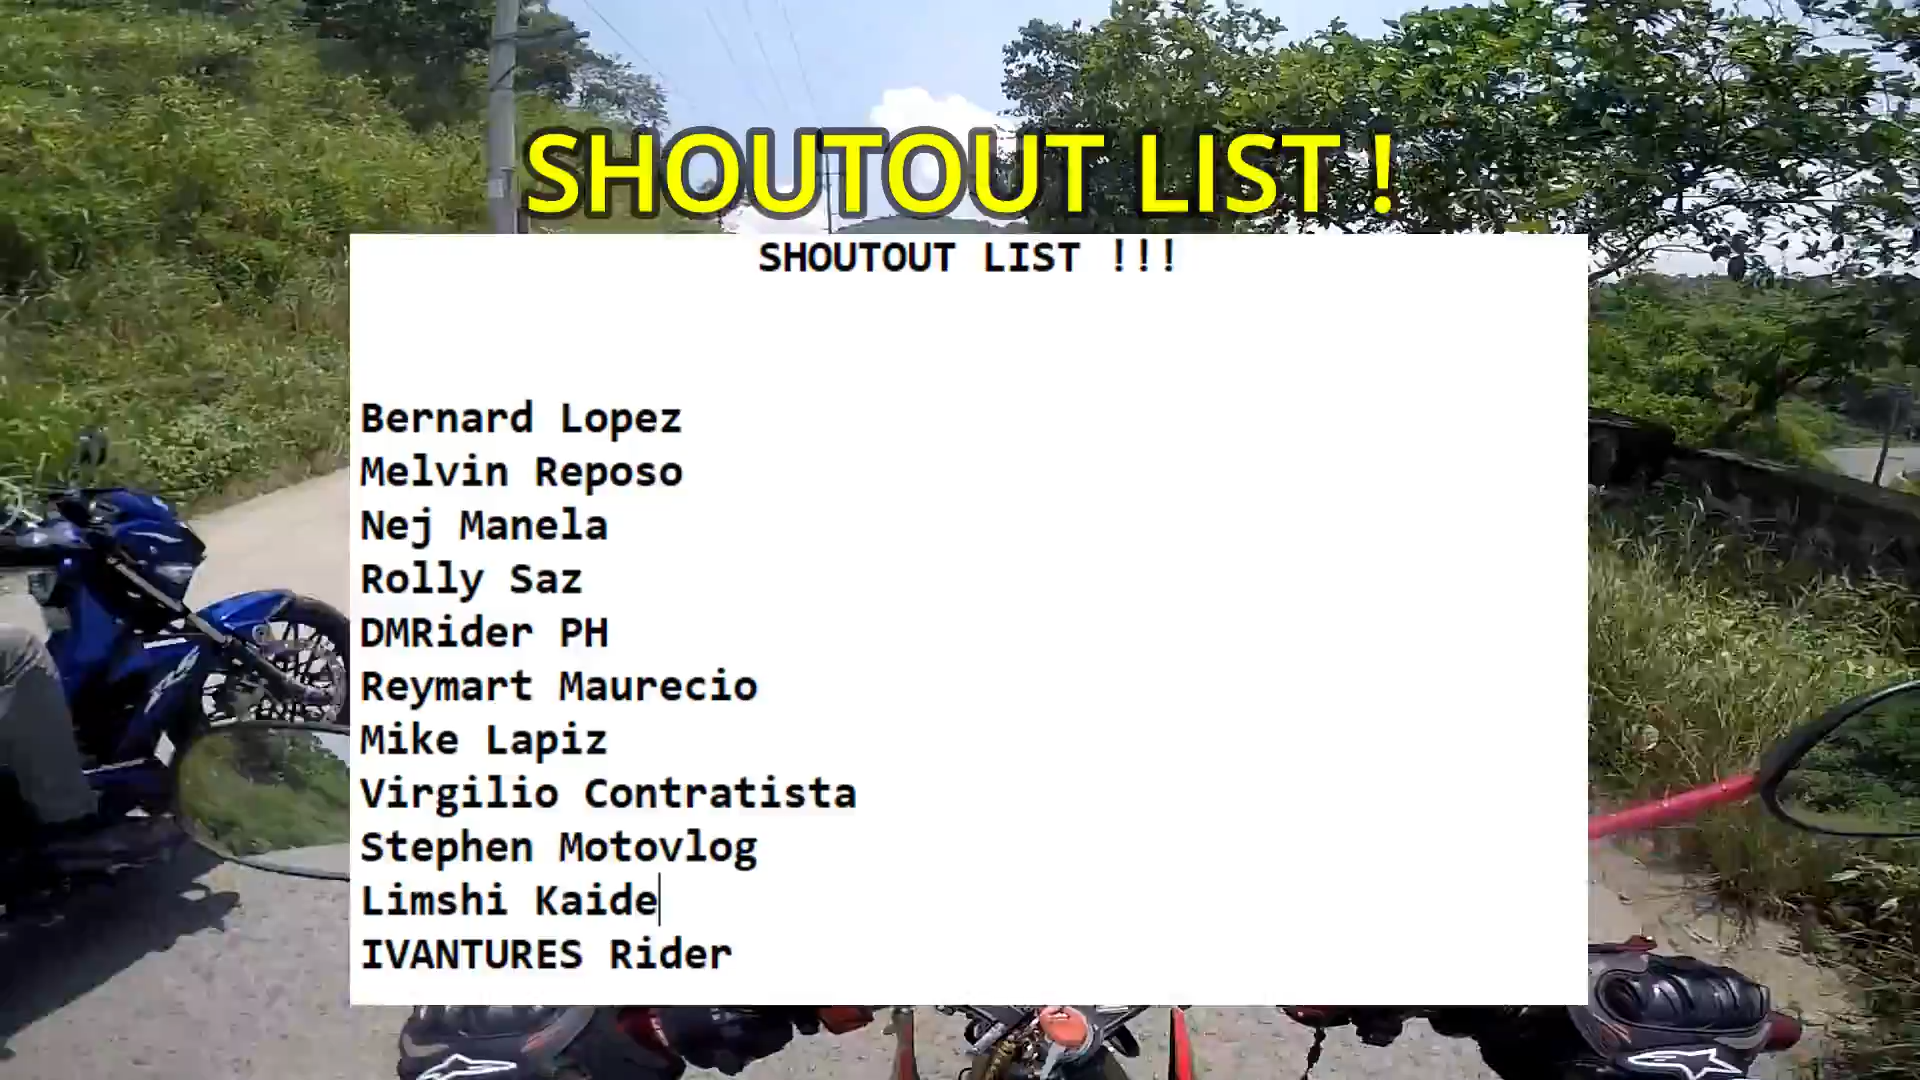 SHOUTOUT LIST !
SHOUTOUT LIST !!!
Bernard Lopez
Melvin Reposo
Nej Manela
Rolly Saz
DMRider PH
Reymart Maurecio
Mike Lapiz
Virgilio Contratista
Stephen Motovlog
Limshi Kaide
IVANTURES Rider